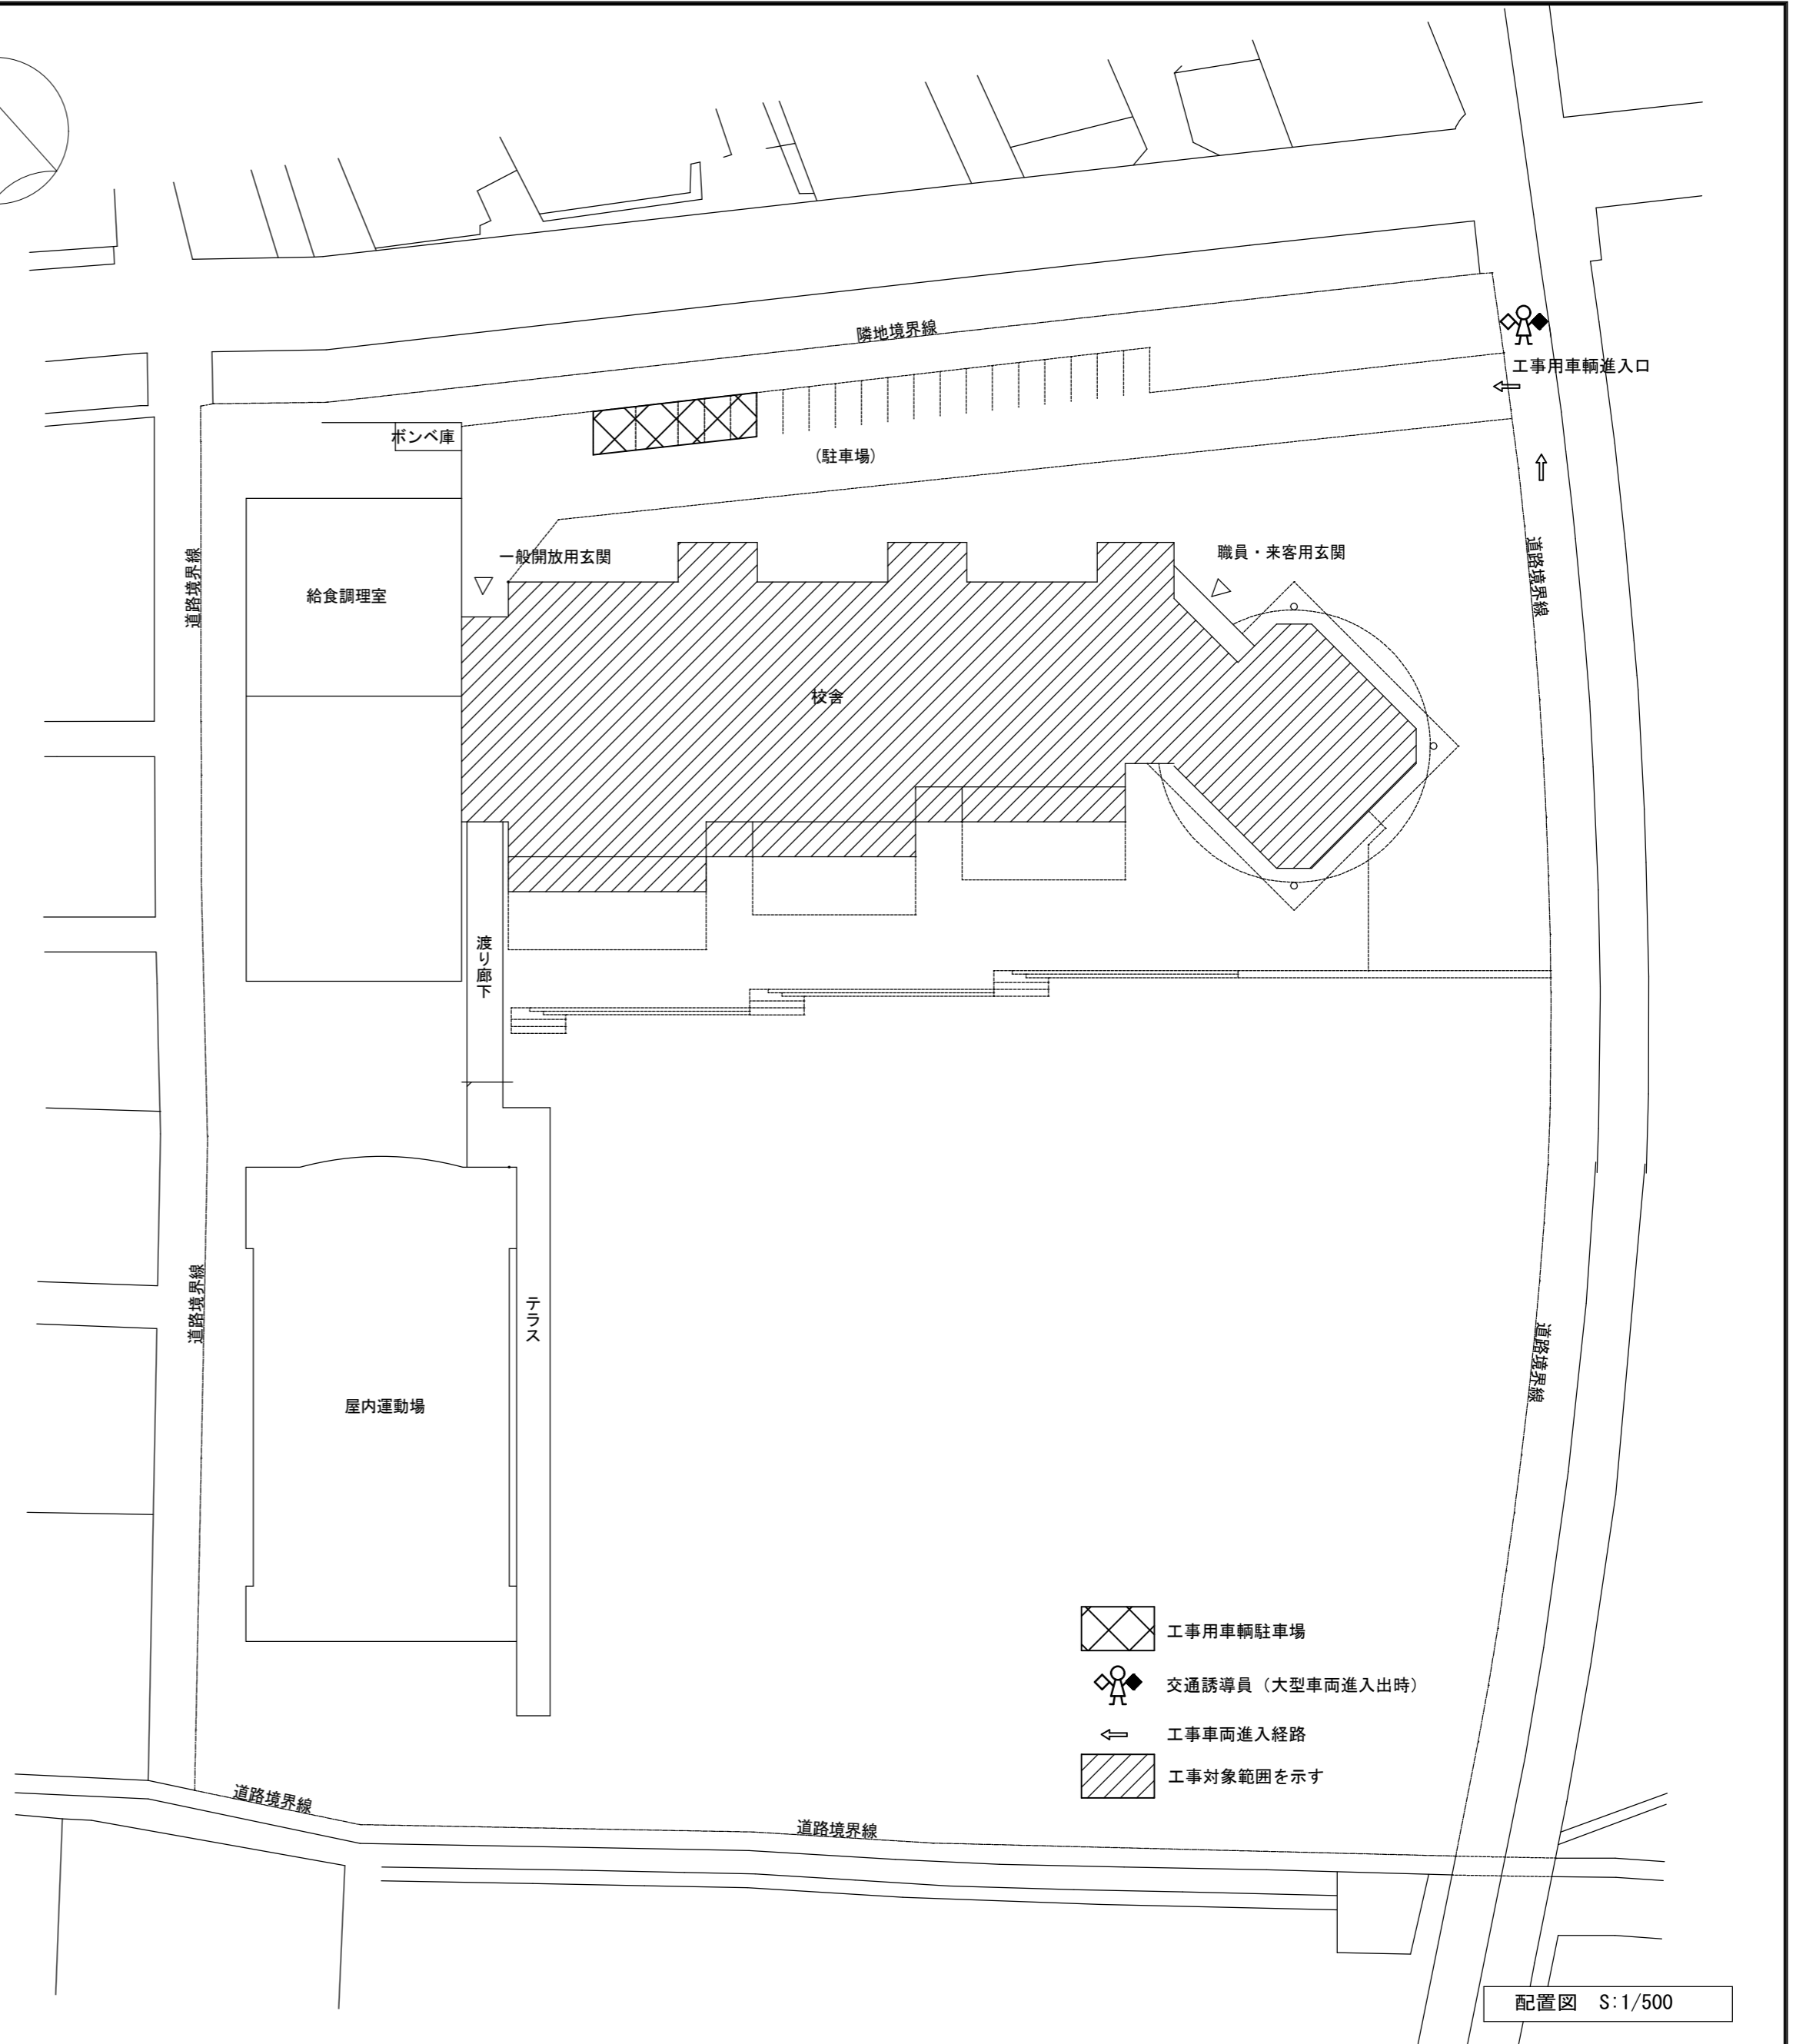 隣地境界線
工事用車輌進入口
ボンベ庫
(駐車場)
一般開放用玄関
職員・来客用玄関
道路境界線
道路境界線
給食調理室
校舎
渡り廊下
道路境界線
テラス
道路境界線
屋内運動場
工事用車輌駐車場
交通誘導員（大型車両進入出時）
工事車両進入経路
工事対象範囲を示す
道路境界線
道路境界線
配置図　S:1/500